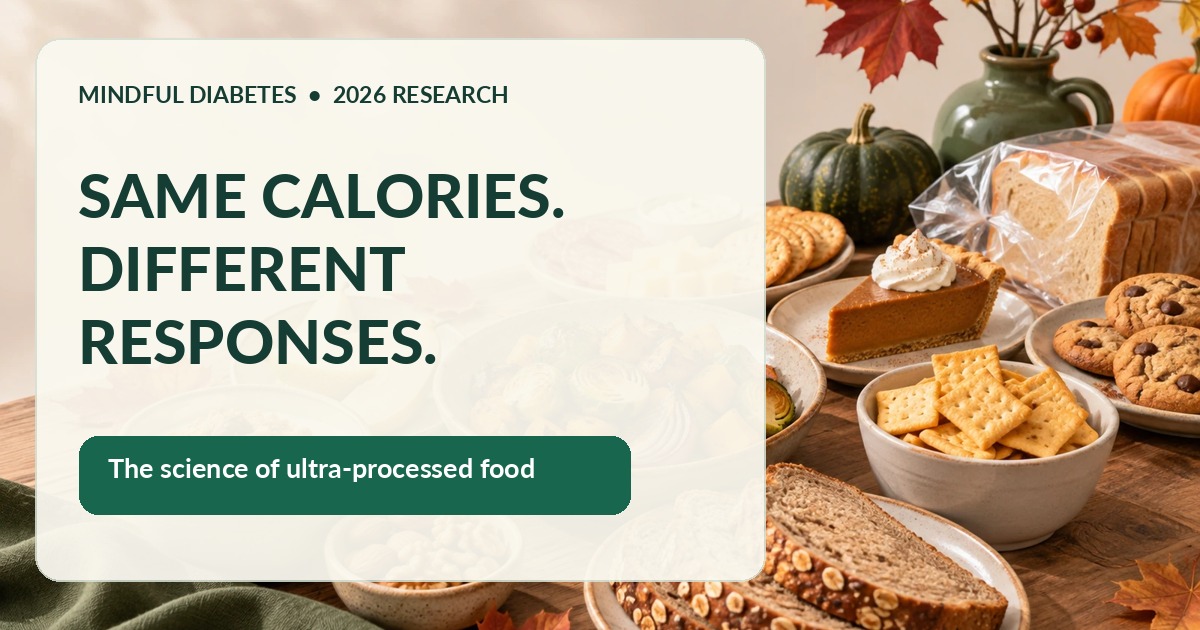 MINDFUL DIABETES • 2026 RESEARCH
SAME CALORIES.
DIFFERENT
RESPONSES.
The science of ultra-processed food